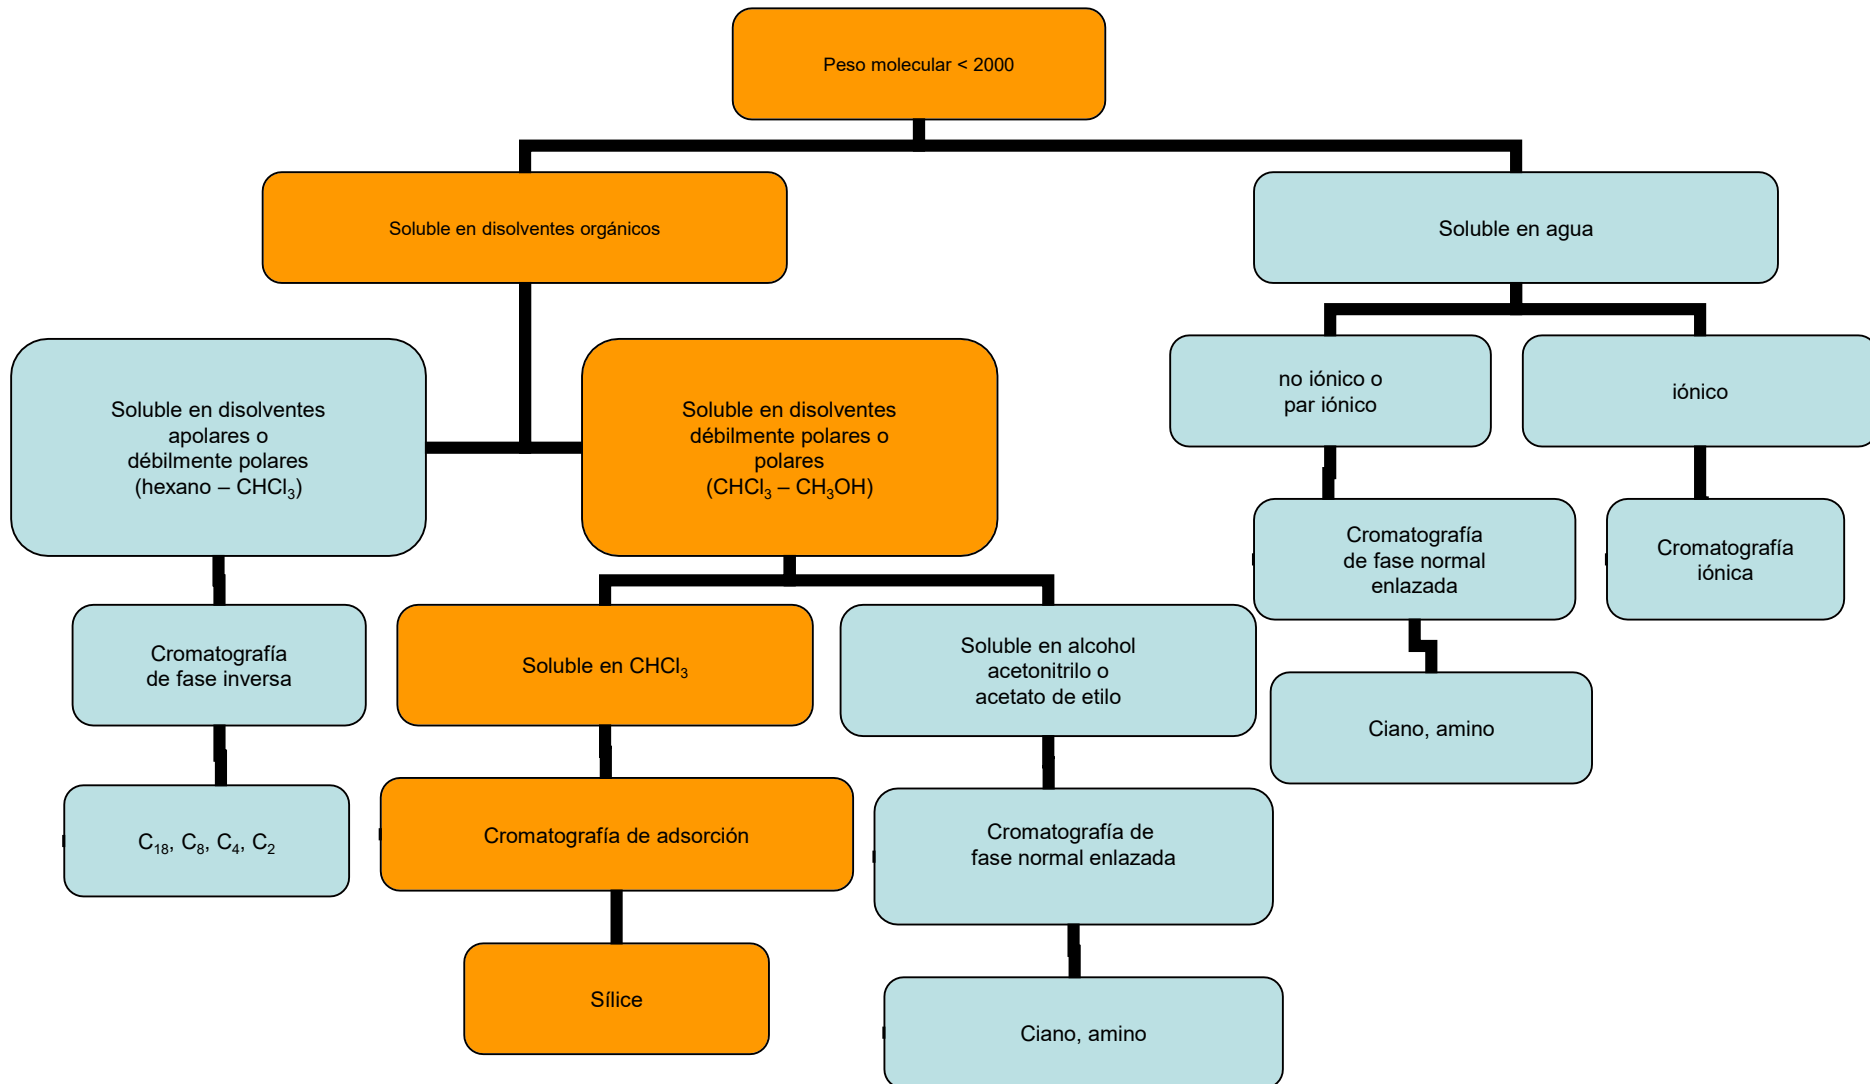 Peso molecular < 2000
Soluble en disolventes orgánicos
Soluble en agua
Soluble en disolventes
apolares o
débilmente polares
(hexano – CHCl₃)
Soluble en disolventes
débilmente polares o
polares
(CHCl₃ – CH₃OH)
no iónico o
par iónico
iónico
Cromatografía
de fase normal
enlazada
Cromatografía
iónica
Cromatografía
de fase inversa
Soluble en CHCl₃
Soluble en alcohol
acetonitrilo o
acetato de etilo
Ciano, amino
C₁₈, C₈, C₄, C₂
Cromatografía de adsorción
Cromatografía de
fase normal enlazada
Sílice
Ciano, amino